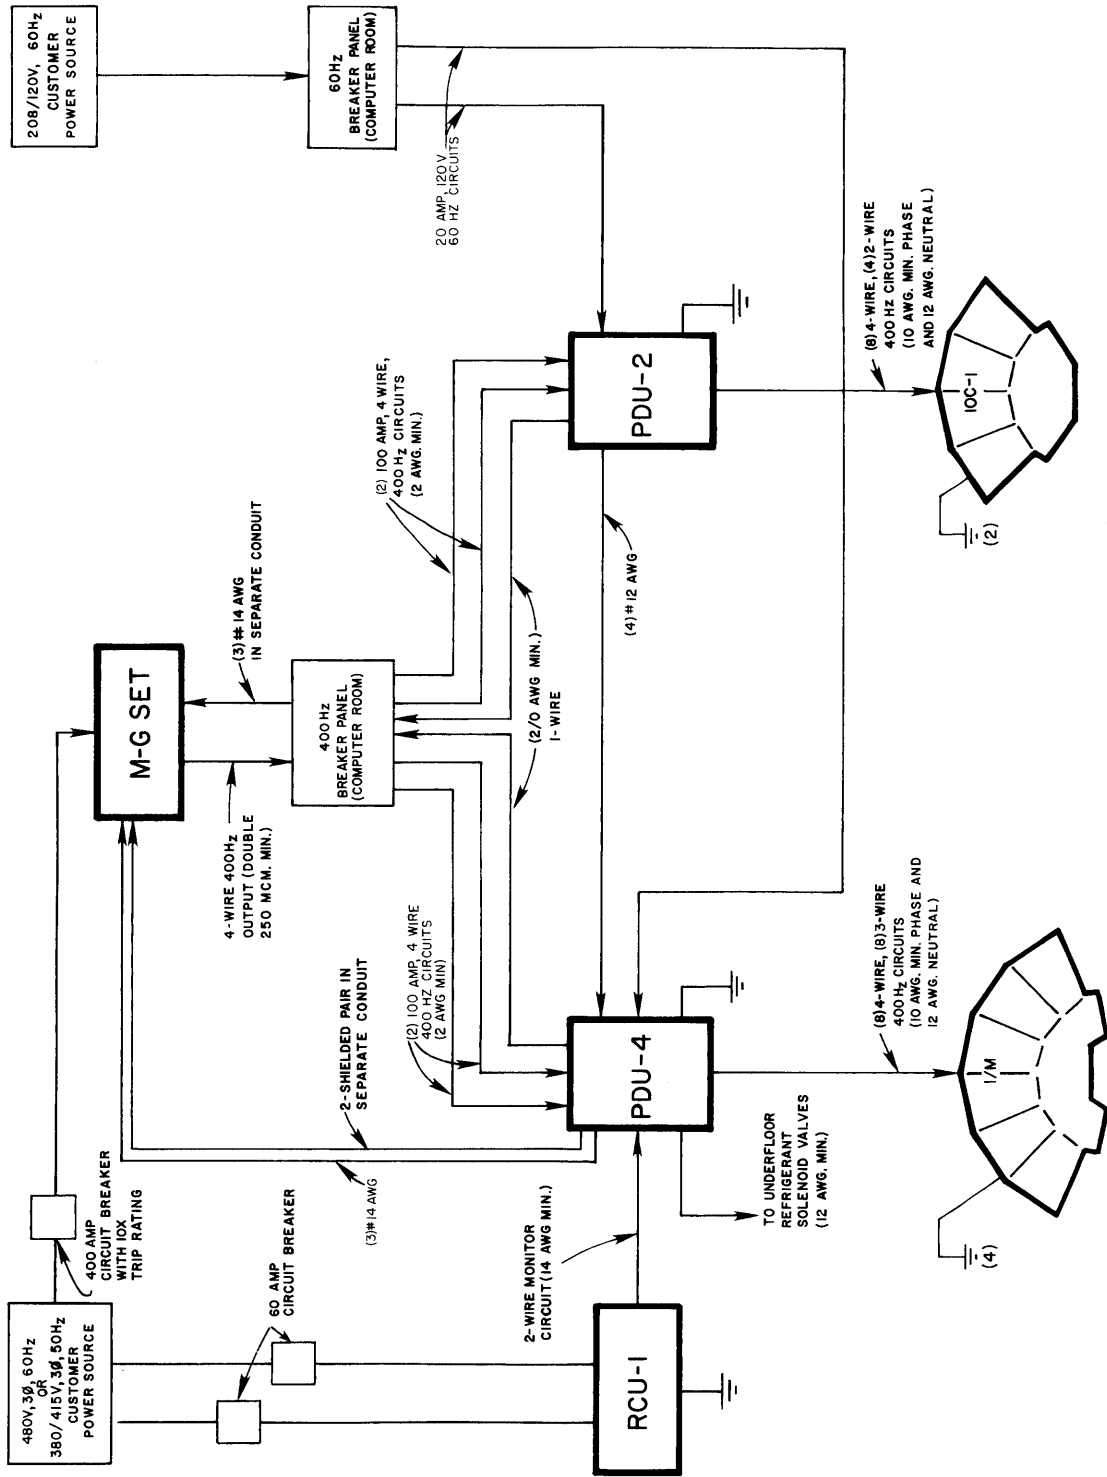 208/120V, 60Hz
CUSTOMER
POWER SOURCE
60Hz
BREAKER PANEL
(COMPUTER ROOM)
20 AMP, 120V
60 HZ CIRCUITS
M-G SET
(3)#14 AWG
IN SEPARATE CONDUIT
4-WIRE 400Hz
OUTPUT (DOUBLE
250 MCM. MIN.)
400Hz
BREAKER PANEL
(COMPUTER ROOM)
(2) 100 AMP, 4 WIRE,
400 Hz CIRCUITS
(2 AWG. MIN.)
(2/0 AWG MIN.)
1-WIRE
PDU-2
(4)#12 AWG
(8)4-WIRE, (4)2-WIRE
400 HZ CIRCUITS
(10 AWG. MIN. PHASE
AND 12 AWG. NEUTRAL)
IOC-1
(2)
480V,3Ø,60Hz
OR
380/415V,3Ø,50Hz
CUSTOMER
POWER SOURCE
400 AMP
CIRCUIT BREAKER
WITH 10X
TRIP RATING
60 AMP
CIRCUIT BREAKER
2-SHIELDED PAIR IN
SEPARATE CONDUIT
(3)#14 AWG
(2) 100 AMP, 4 WIRE
400 HZ CIRCUITS
(2 AWG MIN)
2-WIRE MONITOR
CIRCUIT (14 AWG MIN.)
RCU-1
PDU-4
TO UNDERFLOOR
REFRIGERANT
SOLENOID VALVES
(12 AWG. MIN.)
(8)4-WIRE, (8)3-WIRE
400 Hz CIRCUITS
(10 AWG. MIN. PHASE AND
12 AWG. NEUTRAL)
1/M
(4)